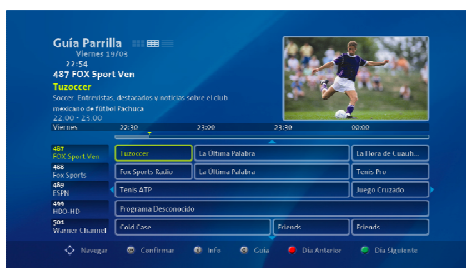 Guía Parrilla
Viernes 19/03
22:54
487 FOX Sport Ven
Tuzoccer
Soccer. Entrevistas, destacados y noticias sobre el club
mexicano de fútbol Pachuca
22:00 - 23:00
Viernes 22:30 23:00 23:30 00:00
487
FOX Sport Ven Tuzoccer La Última Palabra La Hora de Cuauh...
488
Fox Sports Fox Sports Radio La Última Palabra Tenis Pro
489
ESPN Tenis ATP Juego Cruzado
499
HDO-HD Programa Desconocido
504
Warner Channel Cold Case Friends Friends
Navegar Confirmar Info Guía Día Anterior Día Siguiente